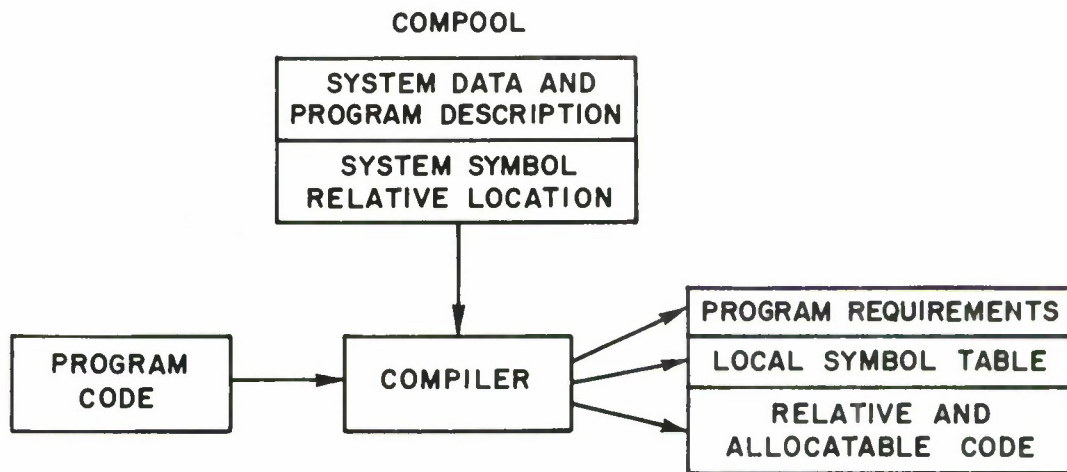 COMPOOL
SYSTEM DATA AND
PROGRAM DESCRIPTION
SYSTEM SYMBOL
RELATIVE LOCATION
PROGRAM
CODE
COMPILER
PROGRAM REQUIREMENTS
LOCAL SYMBOL TABLE
RELATIVE AND
ALLOCATABLE CODE